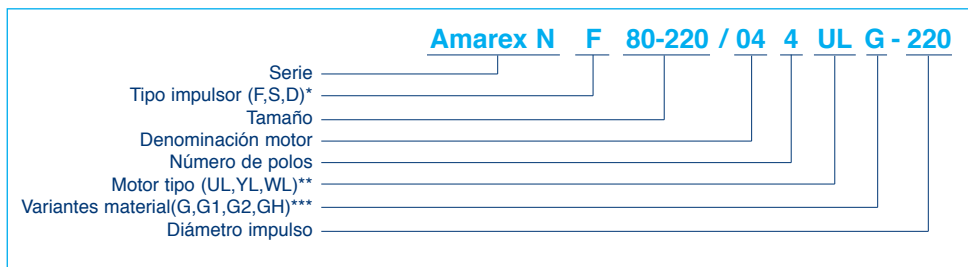 Amarex N F 80-220 / 04 4 UL G - 220
Serie
Tipo impulsor (F,S,D)*
Tamaño
Denominación motor
Número de polos
Motor tipo (UL,YL,WL)**
Variantes material(G,G1,G2,GH)***
Diámetro impulso